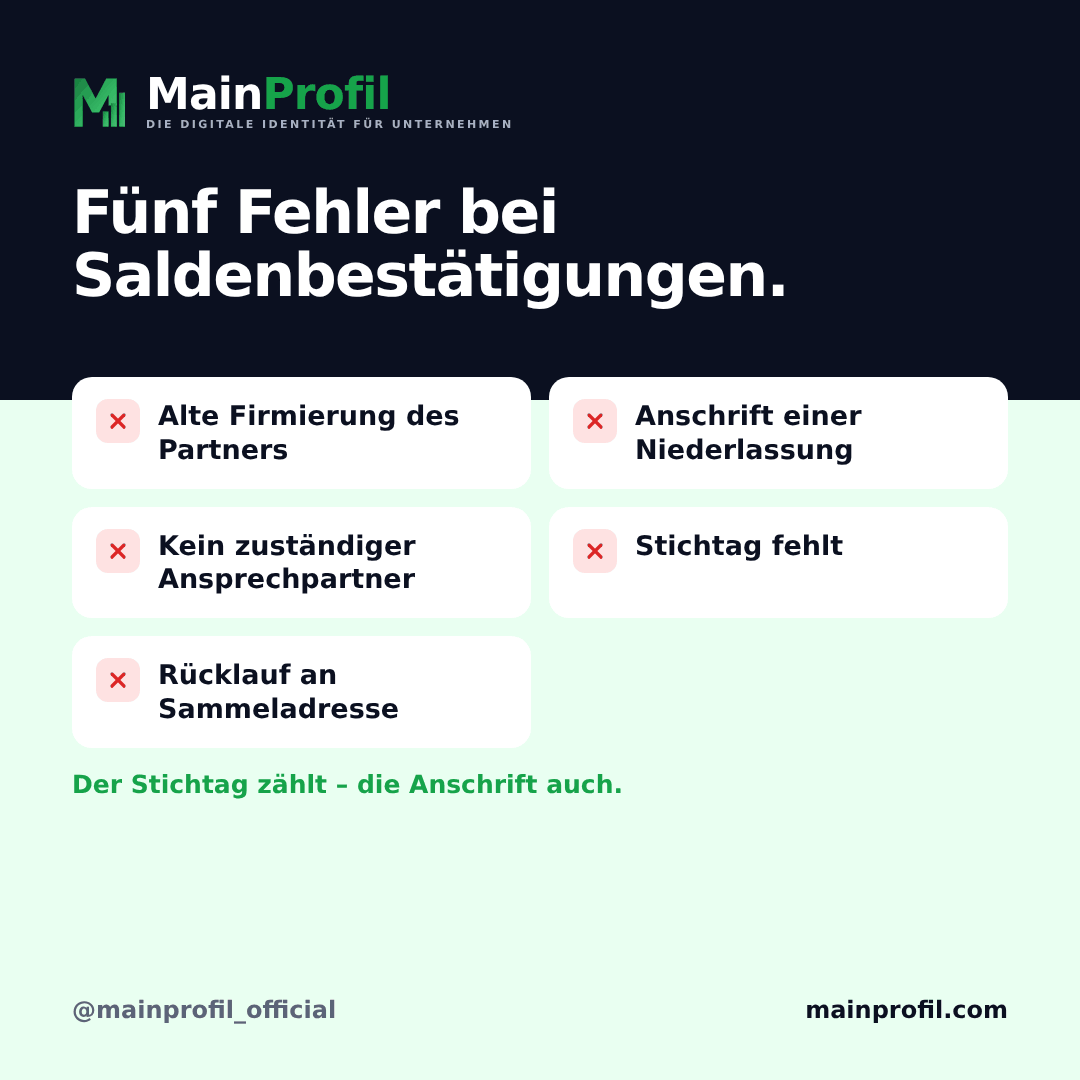 MainProfil
DIE DIGITALE IDENTITÄT FÜR UNTERNEHMEN
Fünf Fehler bei
Saldenbestätigungen.
Alte Firmierung des
Partners
Anschrift einer
Niederlassung
Kein zuständiger
Ansprechpartner
Stichtag fehlt
Rücklauf an
Sammeladresse
Der Stichtag zählt – die Anschrift auch.
@mainprofil_official
mainprofil.com